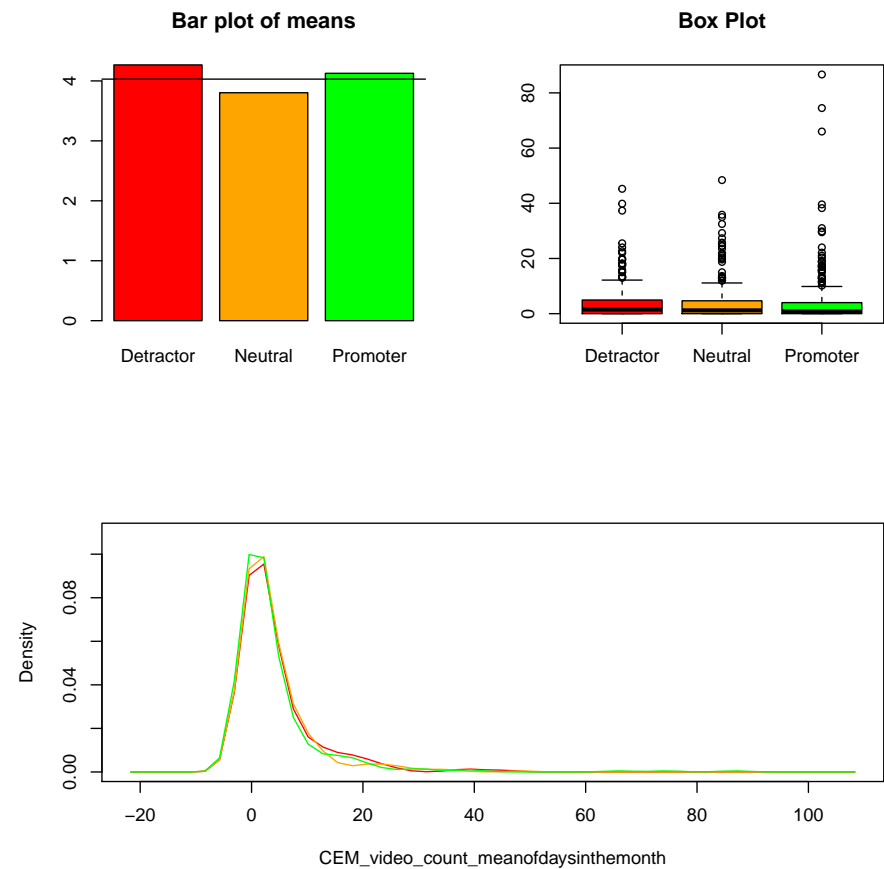 Bar plot of means
4
3
2
1
0
Detractor Neutral Promoter
Box Plot
80
60
40
20
0
Detractor Neutral Promoter
Density
0.08
0.04
0.00
−20 0 20 40 60 80 100
CEM_video_count_meanofdaysinthemonth